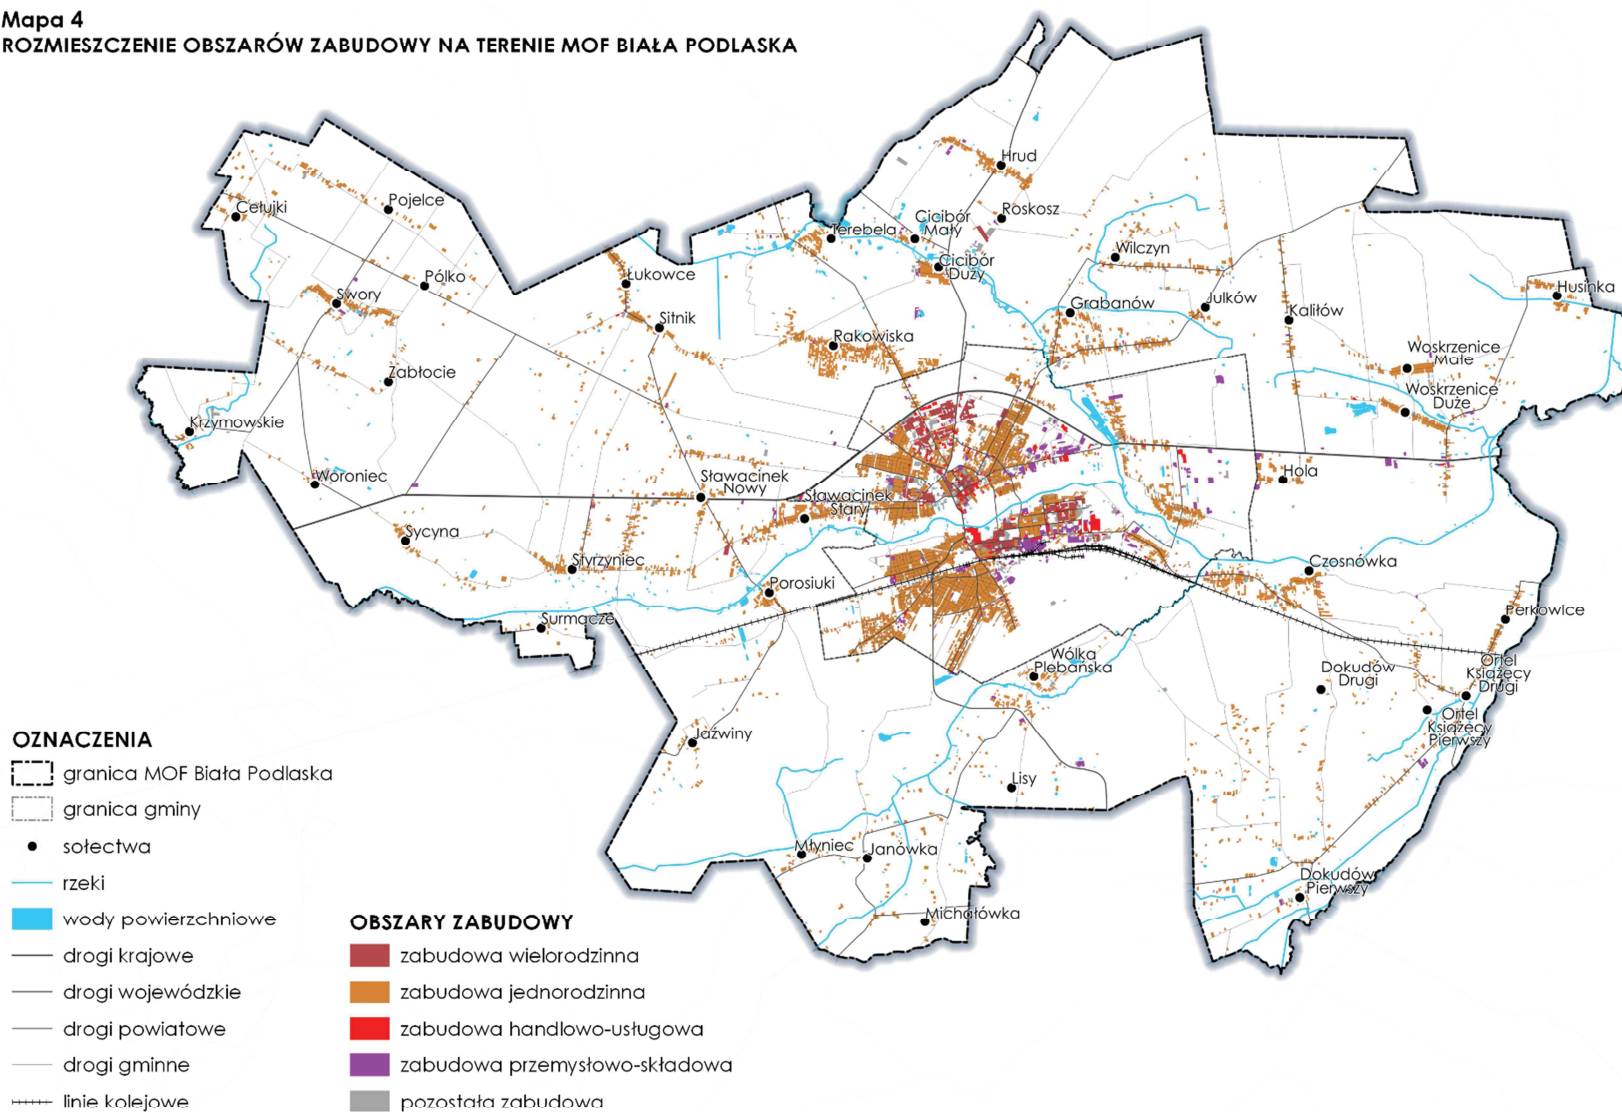 Mapa 4
ROZMIESZCZENIE OBSZARÓW ZABUDOWY NA TERENIE MOF BIAŁA PODLASKA
Hrud
Pojelce
Cełujki
Roskosz
Cicibór
Mały
Terebela
Wilczyn
Cicibór
Duży
Łukowce
Pólko
Husinka
Swory
Grabanów
Julków
Kaliłów
Sitnik
Rakowiska
Woskrzenice
Małe
Zabłocie
Woskrzenice
Duże
Krzymowskie
Woroniec
Sławacinek
Nowy
Hola
Sławacinek
Stary
Sycyna
Styrzyniec
Czosnówka
Porosiuki
Perkowice
Surmacze
Wólka
Plebańska
Dokudów
Drugi
Ortel
Książęcy
Drugi
Ortel
Książęcy
Pierwszy
Jaźwiny
Lisy
Młyniec
Janówka
Dokudów
Pierwszy
Michałówka
OZNACZENIA
granica MOF Biała Podlaska
granica gminy
sołectwa
rzeki
wody powierzchniowe
drogi krajowe
drogi wojewódzkie
drogi powiatowe
drogi gminne
linie kolejowe
OBSZARY ZABUDOWY
zabudowa wielorodzinna
zabudowa jednorodzinna
zabudowa handlowo-usługowa
zabudowa przemysłowo-składowa
pozostała zabudowa